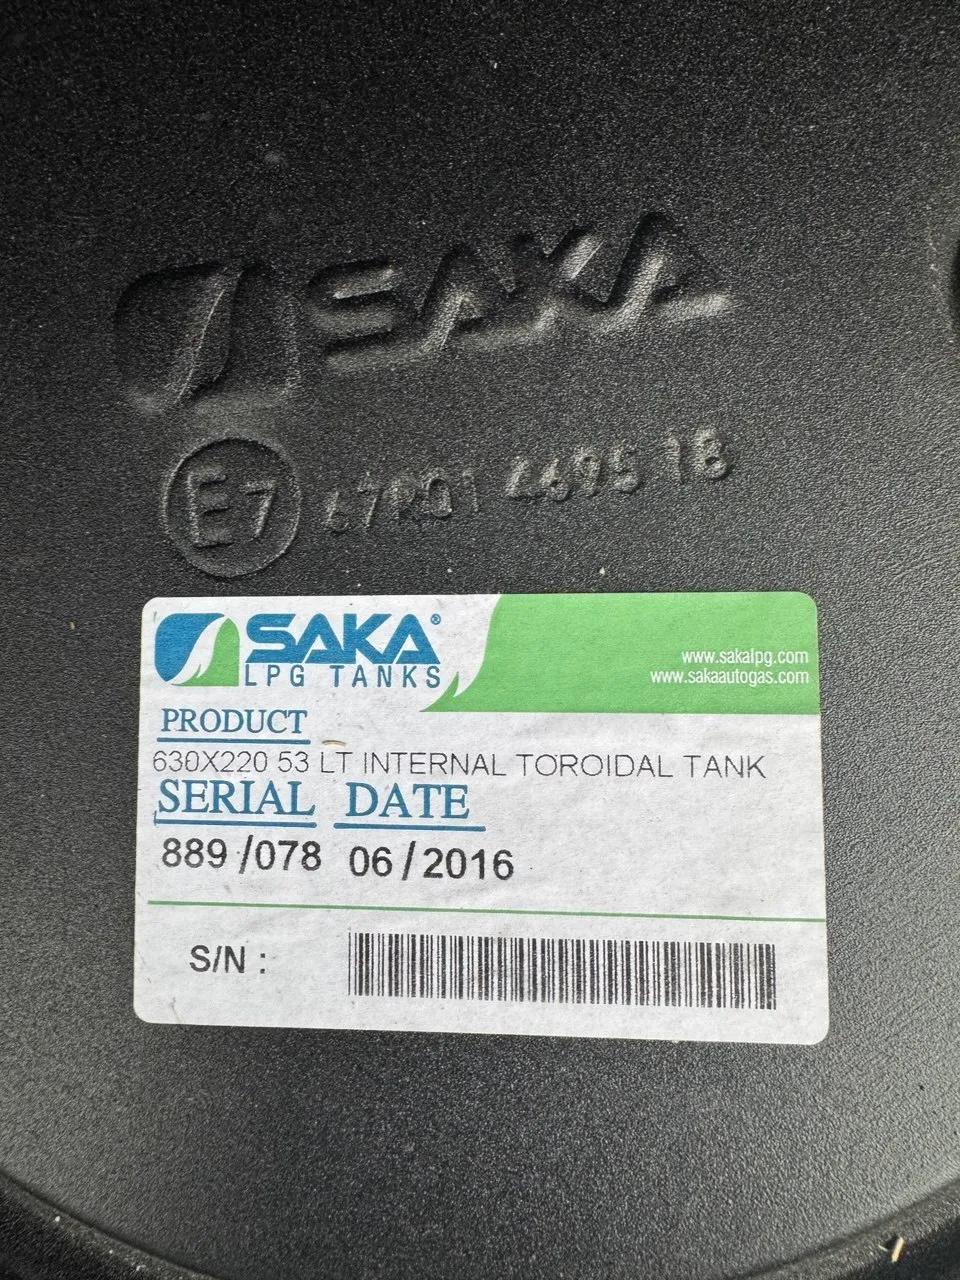 SAKA
E7 67R01 4695 18
SAKA®
LPG TANKS
www.sakalpg.com
www.sakaautogas.com
PRODUCT
630X220 53 LT INTERNAL TOROIDAL TANK
SERIAL DATE
889/078 06/2016
S/N :